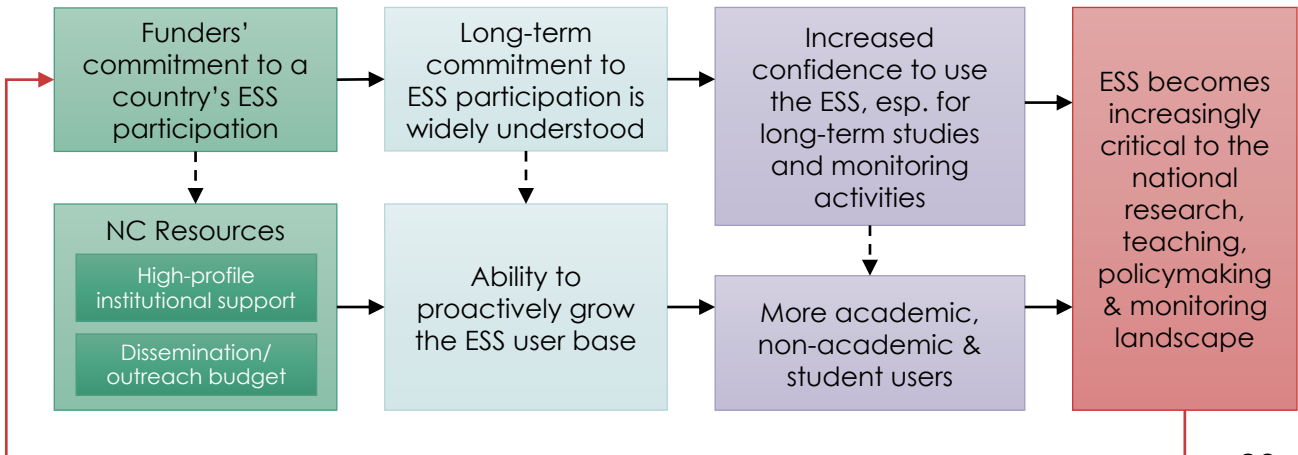 Funders'
commitment to a
country's ESS
participation
Long-term
commitment to
ESS participation is
widely understood
Increased
confidence to use
the ESS, esp. for
long-term studies
and monitoring
activities
ESS becomes
increasingly
critical to the
national
research,
teaching,
policymaking
& monitoring
landscape
NC Resources
High-profile
institutional support
Dissemination/
outreach budget
Ability to
proactively grow
the ESS user base
More academic,
non-academic &
student users